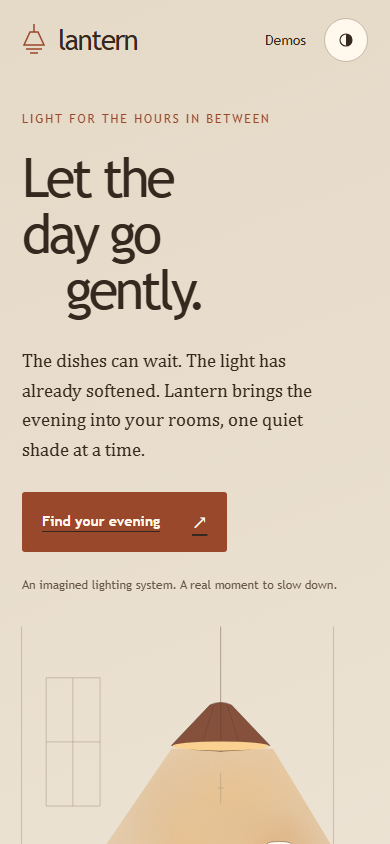 lantern
Demos
LIGHT FOR THE HOURS IN BETWEEN
Let the
day go
gently.
The dishes can wait. The light has
already softened. Lantern brings the
evening into your rooms, one quiet
shade at a time.
Find your evening ↗
An imagined lighting system. A real moment to slow down.